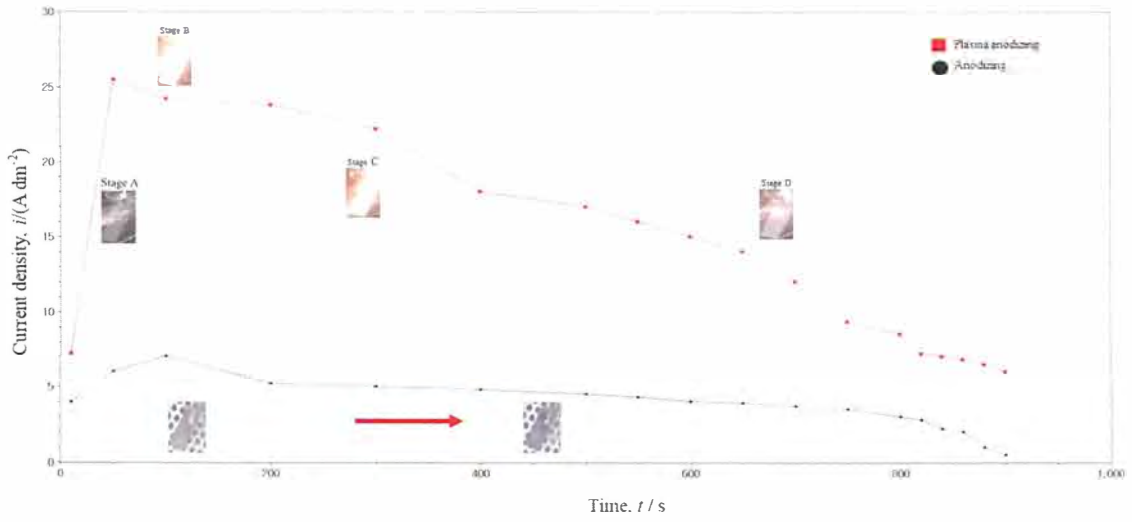 30
25
20
15
10
5
0
Current density, i/(A dm-2)
Stage A
Stage B
Stage C
Stage D
Plasma anodizing
Anodizing
0
200
400
600
800
1,000
Time, t / s